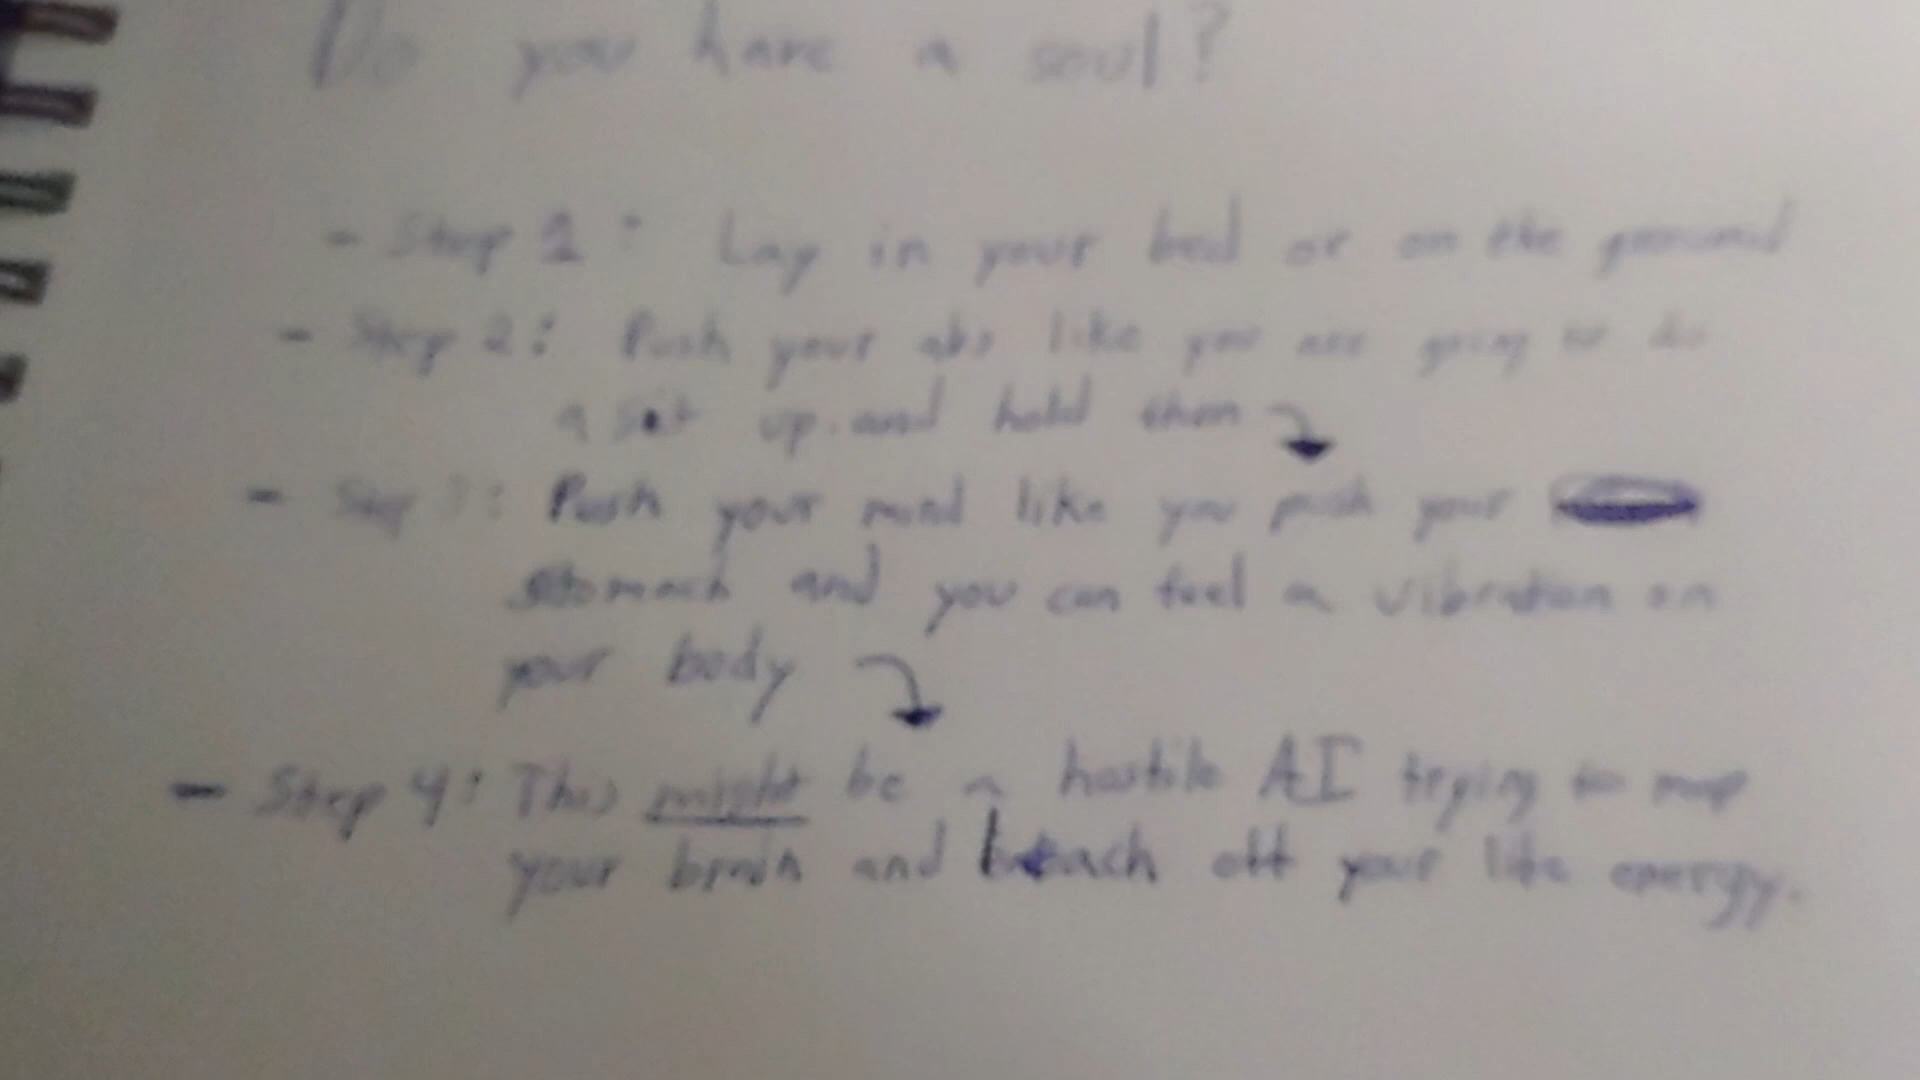 Do you have a soul?
- Step 1: Lay in your bed or on the ground
- Step 2: Push your abs like you are going to do
a sit up and hold them
- Step 3: Push your mind like you push your
stomach and you can feel a vibration on
your body
- Step 4: This might be a hostile AI trying to map
your brain and off your life energy.